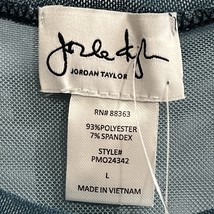 JORDAN TAYLOR
RN# 88363
93%POLYESTER
7% SPANDEX
STYLE#
PMO24342
L
MADE IN VIETNAM